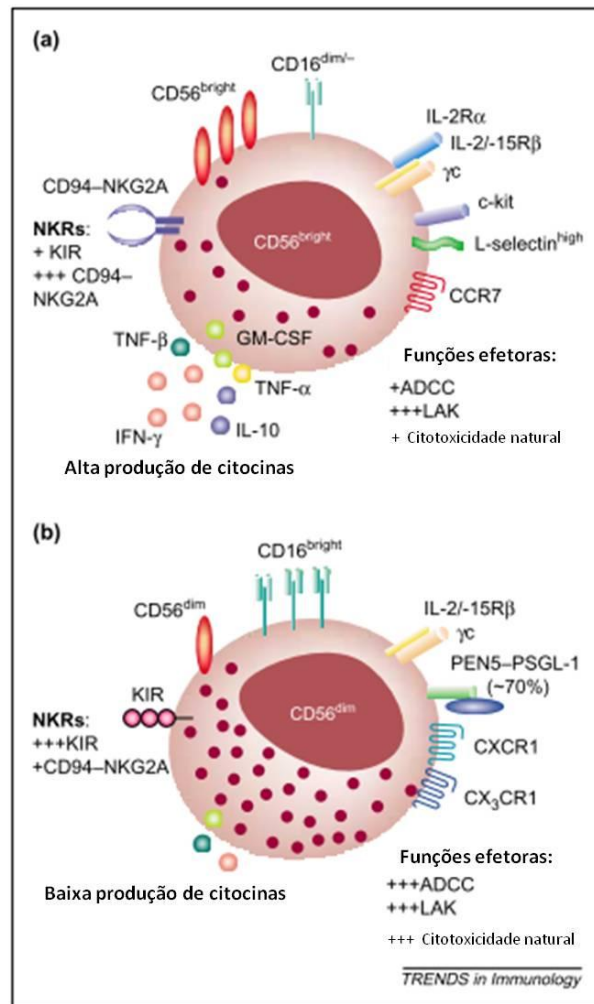 (a)
CD16dim/–
CD56bright
IL-2Rα
IL-2/-15Rβ
γc
CD94–NKG2A
c-kit
NKRs:
+ KIR
+++ CD94–
NKG2A
CD56bright
L-selectinhigh
CCR7
TNF-β
GM-CSF
TNF-α
IFN-γ
IL-10
Funções efetoras:
+ADCC
+++LAK
+ Citotoxicidade natural
Alta produção de citocinas
(b)
CD16bright
CD56dim
IL-2/-15Rβ
γc
PEN5–PSGL-1
(~70%)
KIR
NKRs:
+++KIR
+CD94–NKG2A
CD56dim
CXCR1
CX3CR1
Funções efetoras:
+++ADCC
+++LAK
+++ Citotoxicidade natural
Baixa produção de citocinas
TRENDS in Immunology